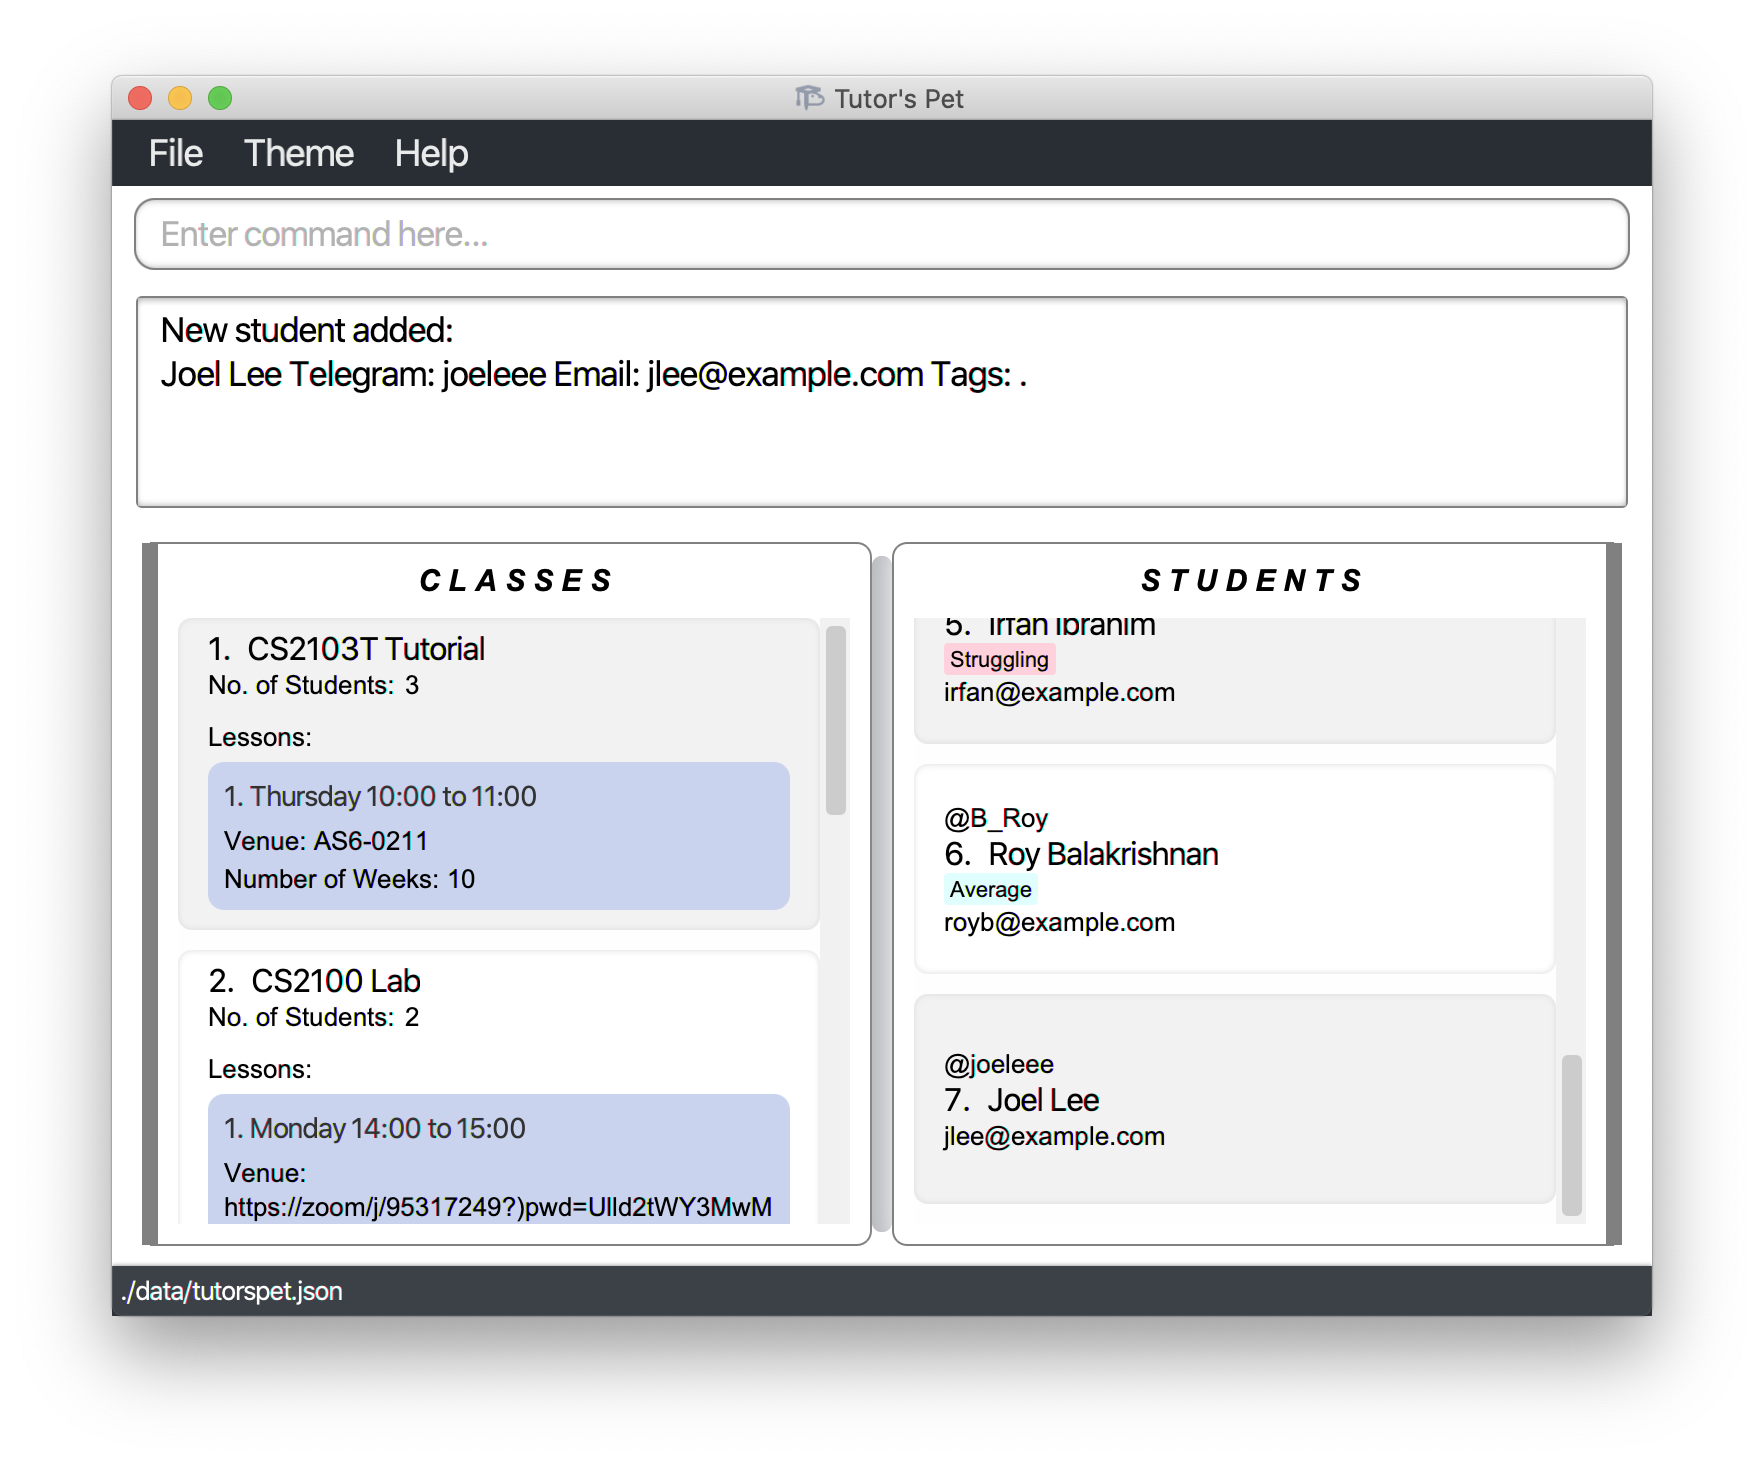 Tutor's Pet
File Theme Help
Enter command here...
New student added:
Joel Lee Telegram: joeleee Email: jlee@example.com Tags: .
CLASSES
1. CS2103T Tutorial
No. of Students: 3
Lessons:
1. Thursday 10:00 to 11:00
Venue: AS6-0211
Number of Weeks: 10
2. CS2100 Lab
No. of Students: 2
Lessons:
1. Monday 14:00 to 15:00
Venue:
https://zoom/j/95317249?)pwd=Ulld2tWY3MwM
STUDENTS
5. Irfan Ibrahim
Struggling
irfan@example.com
@B_Roy
6. Roy Balakrishnan
Average
royb@example.com
@joeleee
7. Joel Lee
jlee@example.com
./data/tutorspet.json